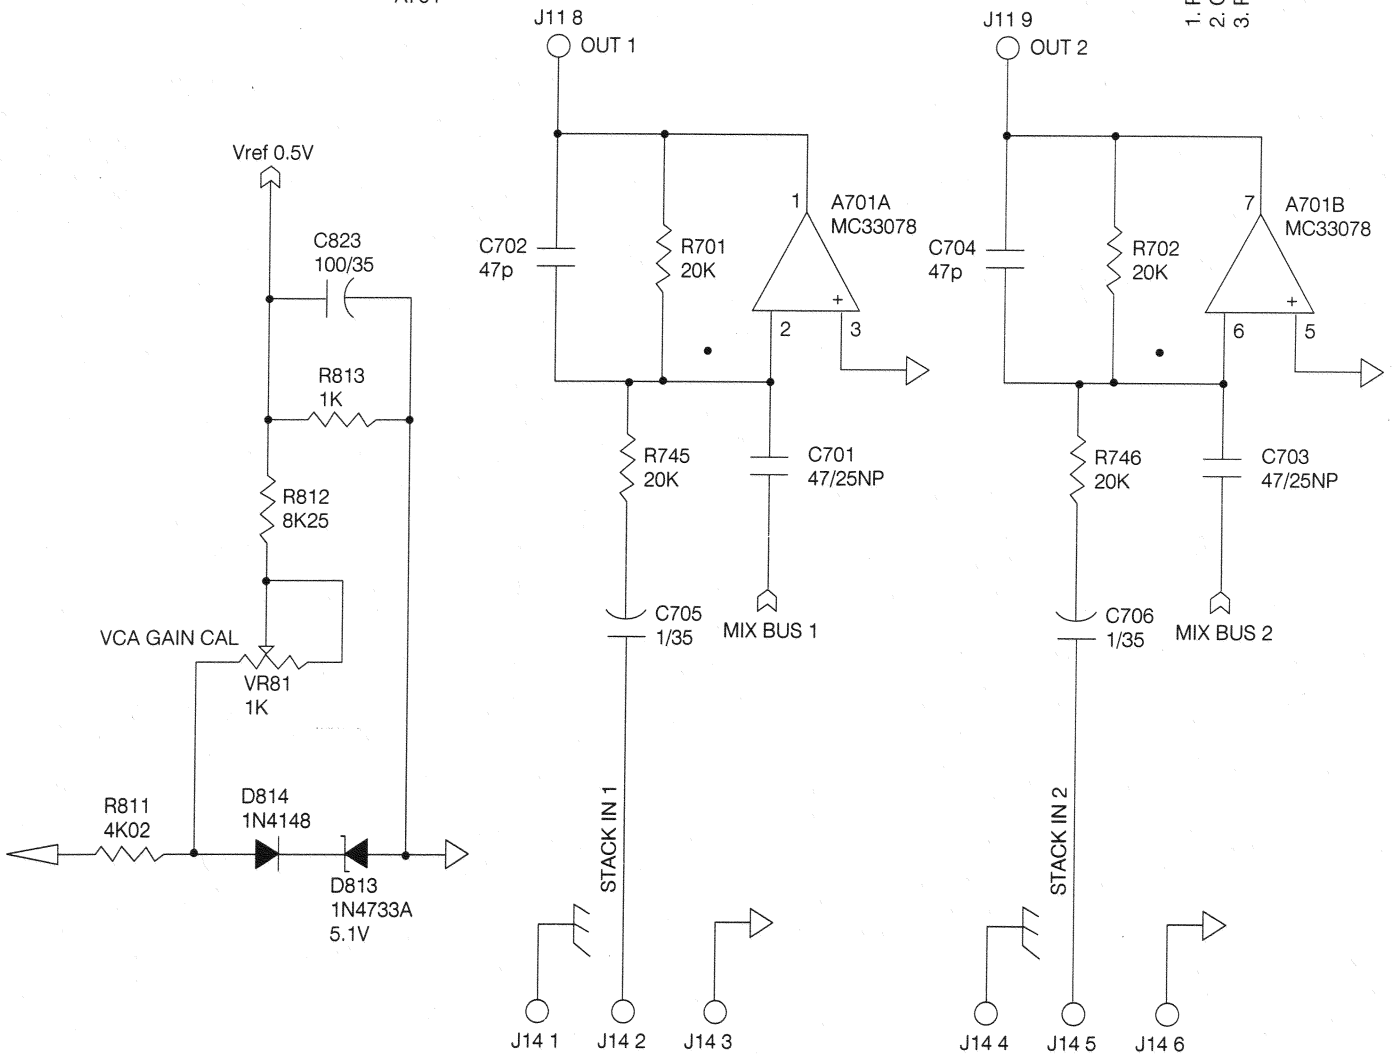 J11 8
OUT 1
J11 9
OUT 2
1.
2.
3.
Vref 0.5V
C823
100/35
R813
1K
R812
8K25
VCA GAIN CAL
VR81
1K
R811
4K02
D814
1N4148
D813
1N4733A
5.1V
C702
47p
R701
20K
1
A701A
MC33078
+
2
3
R745
20K
C701
47/25NP
C705
1/35
MIX BUS 1
STACK IN 1
J14 1
J14 2
J14 3
C704
47p
R702
20K
7
A701B
MC33078
+
6
5
R746
20K
C703
47/25NP
C706
1/35
MIX BUS 2
STACK IN 2
J14 4
J14 5
J14 6